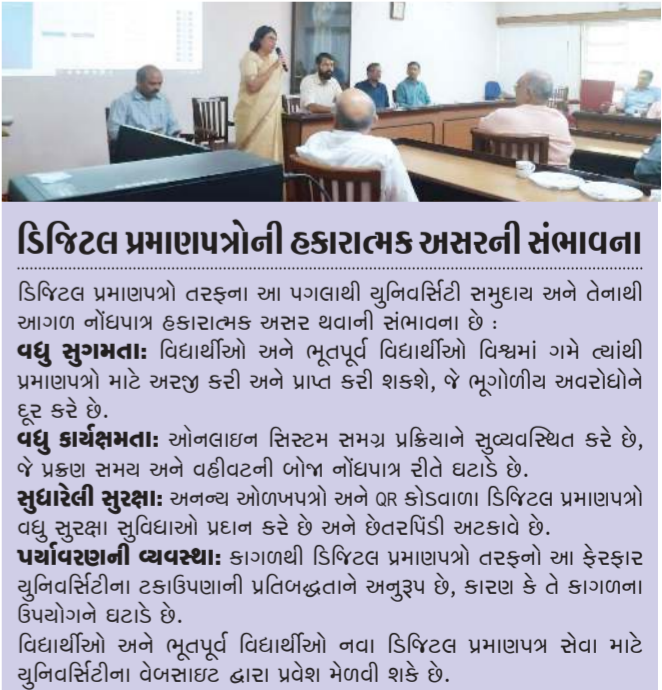 ડિજિટલ પ્રમાણપત્રોની હકારાત્મક અસરની સંભાવના
ડિજિટલ પ્રમાણપત્રો તરફના આ પગલાથી યુનિવર્સિટી સમુદાય અને તેનાથી
આગળ નોંધપાત્ર હકારાત્મક અસર થવાની સંભાવના છે :
વધુ સુગમતા: વિદ્યાર્થીઓ અને ભૂતપૂર્વ વિદ્યાર્થીઓ વિશ્વમાં ગમે ત્યાંથી
પ્રમાણપત્રો માટે અરજી કરી અને પ્રાપ્ત કરી શકશે, જે ભૂગોળીય અવરોધોને
દૂર કરે છે.
વધુ કાર્યક્ષમતા: ઓનલાઇન સિસ્ટમ સમગ્ર પ્રક્રિયાને સુવ્યવસ્થિત કરે છે,
જે પ્રક્રણ સમય અને વહીવટની બોજા નોંધપાત્ર રીતે ઘટાડે છે.
સુધારેલી સુરક્ષા: અનન્ય ઓળખપત્રો અને QR કોડવાળા ડિજિટલ પ્રમાણપત્રો
વધુ સુરક્ષા સુવિધાઓ પ્રદાન કરે છે અને છેતરપિંડી અટકાવે છે.
પર્યાવરણની વ્યવસ્થા: કાગળથી ડિજિટલ પ્રમાણપત્રો તરફનો આ ફેરફાર
યુનિવર્સિટીના ટકાઉપણાની પ્રતિબદ્ધતાને અનુરૂપ છે, કારણ કે તે કાગળના
ઉપયોગને ઘટાડે છે.
વિદ્યાર્થીઓ અને ભૂતપૂર્વ વિદ્યાર્થીઓ નવા ડિજિટલ પ્રમાણપત્ર સેવા માટે
યુનિવર્સિટીના વેબસાઇટ દ્વારા પ્રવેશ મેળવી શકે છે.